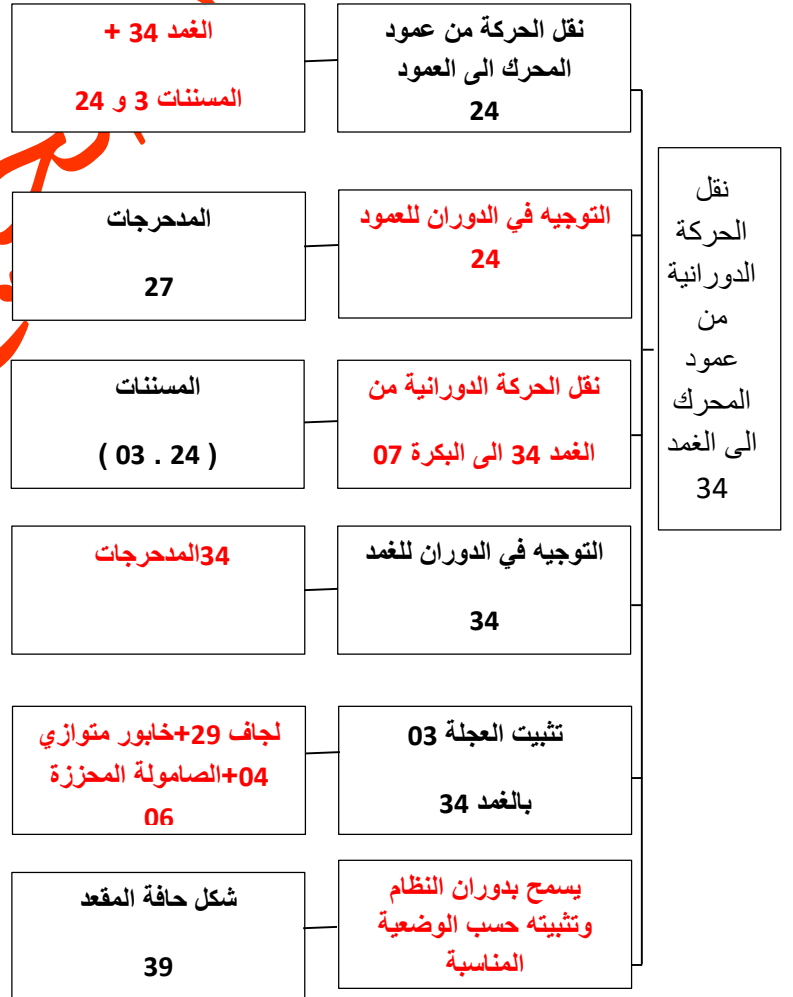 نقل
الحركة
الدورانية
من
عمود
المحرك
الى الغمد
34
نقل الحركة من عمود
المحرك الى العمود
24
الغمد 34 +
المسننات 3 و 24
التوجيه في الدوران للعمود
24
المدحرجات
27
نقل الحركة الدورانية من
الغمد 34 الى البكرة 07
المسننات
( 03 . 24 )
التوجيه في الدوران للغمد
34
34المدحرجات
تثبيت العجلة 03
بالغمد 34
لجاف 29+خابور متوازي
04+الصامولة المحززة
06
يسمح بدوران النظام
وتثبيته حسب الوضعية
المناسبة
شكل حافة المقعد
39